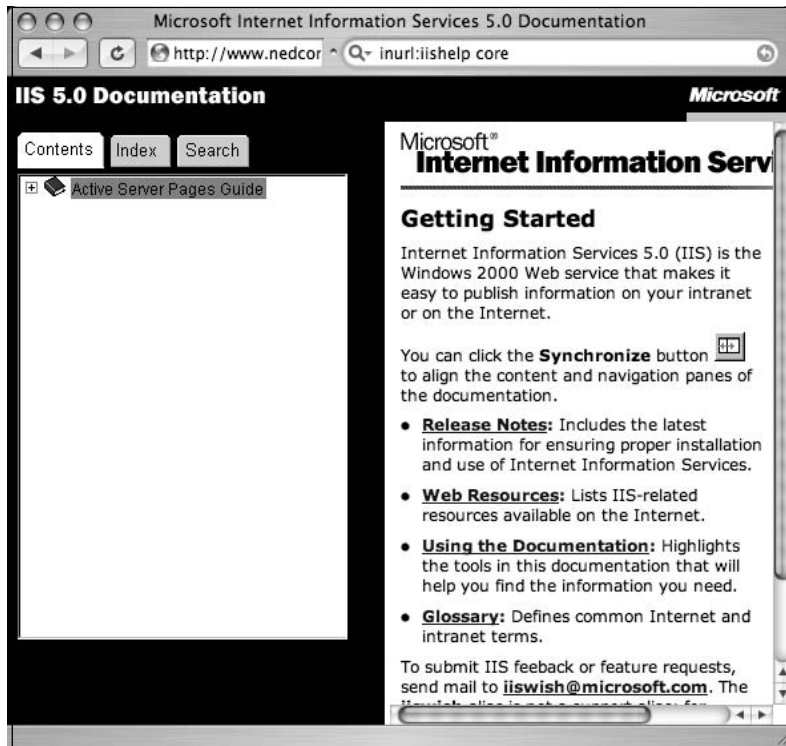 Microsoft Internet Information Services 5.0 Documentation
http://www.nedcor
inurl:iishelp core
IIS 5.0 Documentation
Microsoft
Contents
Index
Search
Active Server Pages Guide
Microsoft®
Internet Information Serv
Getting Started
Internet Information Services 5.0 (IIS) is the
Windows 2000 Web service that makes it
easy to publish information on your intranet
or on the Internet.
You can click the Synchronize button
to align the content and navigation panes of
the documentation.
• Release Notes: Includes the latest
information for ensuring proper installation
and use of Internet Information Services.
• Web Resources: Lists IIS-related
resources available on the Internet.
• Using the Documentation: Highlights
the tools in this documentation that will
help you find the information you need.
• Glossary: Defines common Internet and
intranet terms.
To submit IIS feeback or feature requests,
send mail to iiswish@microsoft.com. The